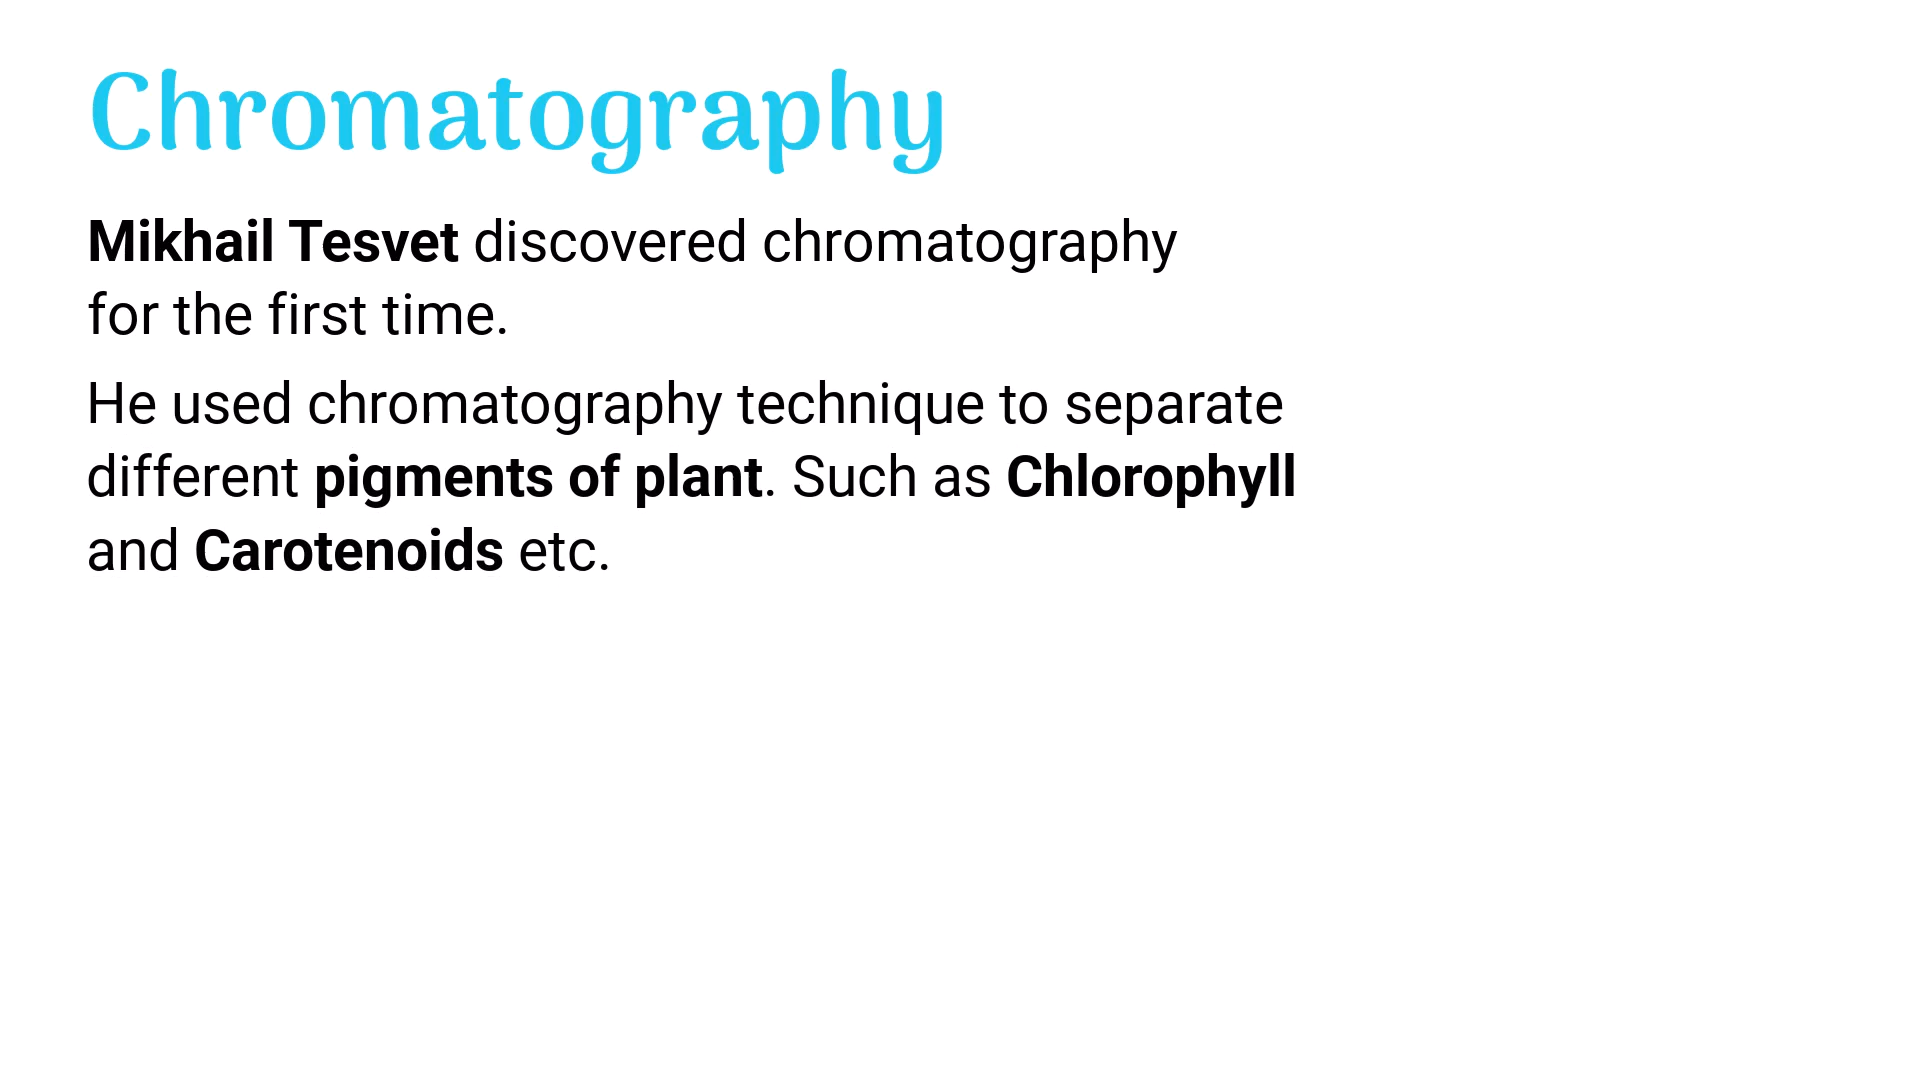 Chromatography
Mikhail Tesvet discovered chromatography
for the first time.
He used chromatography technique to separate
different pigments of plant. Such as Chlorophyll
and Carotenoids etc.